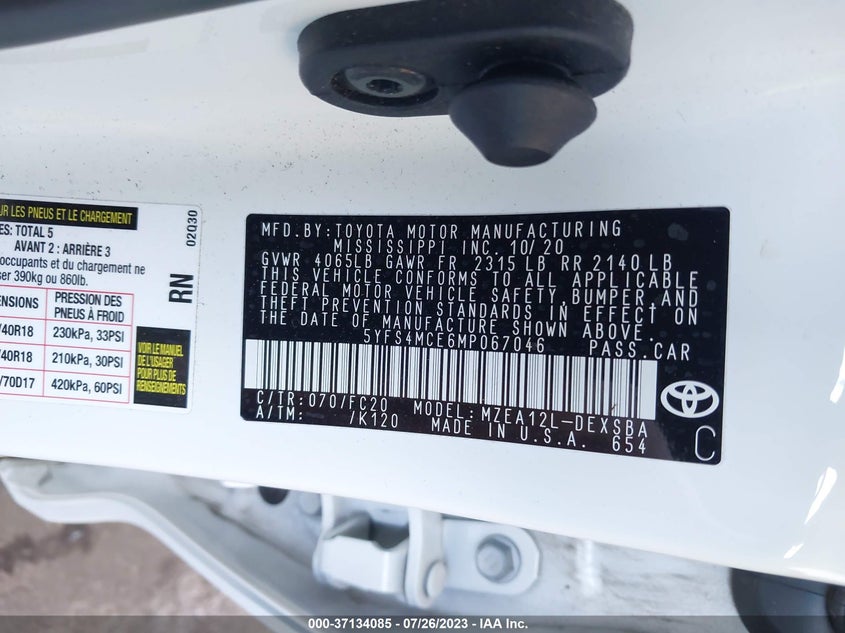 UR LES PNEUS ET LE CHARGEMENT
ES: TOTAL 5
AVANT 2 : ARRIÈRE 3
occupants et du chargement ne
ser 390kg ou 860lb.
ENSIONS
PRESSION DES
PNEUS À FROID
/40R18
230kPa, 33PSI
/40R18
210kPa, 30PSI
/70D17
420kPa, 60PSI
VOIR LE MANUEL
DE L'USAGER
POUR PLUS DE
RENSEIGNEMENTS
02Q30
RN
MFD.BY:TOYOTA MOTOR MANUFACTURING
MISSISSIPPI INC. 10/20
GVWR 4065LB GAWR FR 2315 LB RR 2140 LB
THIS VEHICLE CONFORMS TO ALL APPLICABLE
FEDERAL MOTOR VEHICLE SAFETY,BUMPER,AND
THEFT PREVENTION STANDARDS IN EFFECT ON
THE DATE OF MANUFACTURE SHOWN ABOVE.
5YFS4MCE6MP067046 PASS.CAR
C/TR:070/FC20 MODEL: MZEA12L-DEXSBA
A/TM: /K120 MADE IN U.S.A. 654
C
000-37134085 - 07/26/2023 - IAA Inc.